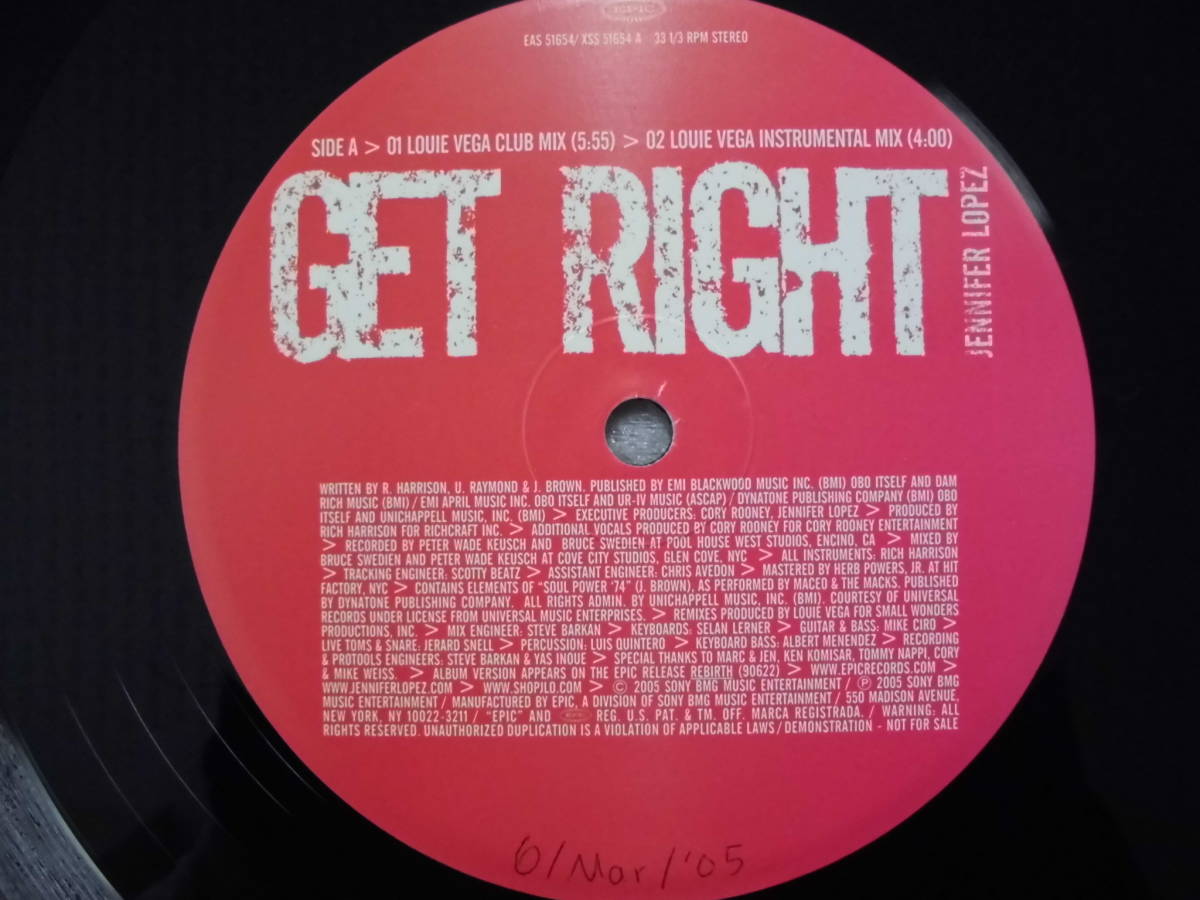 EPIC
EAS 51654/ XSS 51654 A 33 1/3 RPM STEREO
SIDE A > 01 LOUIE VEGA CLUB MIX (5:55) > 02 LOUIE VEGA INSTRUMENTAL MIX (4:00)
GET RIGHT
JENNIFER LOPEZ
WRITTEN BY R. HARRISON, U. RAYMOND & J. BROWN. PUBLISHED BY EMI BLACKWOOD MUSIC INC. (BMI) OBO ITSELF AND DAM
RICH MUSIC (BMI) / EMI APRIL MUSIC INC. OBO ITSELF AND UR-IV MUSIC (ASCAP) / DYNATONE PUBLISHING COMPANY (BMI) OBO
ITSELF AND UNICHAPPELL MUSIC, INC. (BMI) > EXECUTIVE PRODUCERS: CORY ROONEY, JENNIFER LOPEZ > PRODUCED BY
RICH HARRISON FOR RICHCRAFT INC. > ADDITIONAL VOCALS PRODUCED BY CORY ROONEY FOR CORY ROONEY ENTERTAINMENT
> RECORDED BY PETER WADE KEUSCH AND BRUCE SWEDIEN AT POOL HOUSE WEST STUDIOS, ENCINO, CA > MIXED BY
BRUCE SWEDIEN AND PETER WADE KEUSCH AT COVE CITY STUDIOS, GLEN COVE, NYC > ALL INSTRUMENTS: RICH HARRISON
> TRACKING ENGINEER: SCOTTY BEATZ > ASSISTANT ENGINEER: CHRIS AVEDON > MASTERED BY HERB POWERS, JR. AT HIT
FACTORY, NYC > CONTAINS ELEMENTS OF "SOUL POWER '74" (J. BROWN), AS PERFORMED BY MACEO & THE MACKS. PUBLISHED
BY DYNATONE PUBLISHING COMPANY. ALL RIGHTS ADMIN. BY UNICHAPPELL MUSIC, INC. (BMI). COURTESY OF UNIVERSAL
RECORDS UNDER LICENSE FROM UNIVERSAL MUSIC ENTERPRISES. > REMIXES PRODUCED BY LOUIE VEGA FOR SMALL WONDERS
PRODUCTIONS, INC. > MIX ENGINEER: STEVE BARKAN > KEYBOARDS: SELAN LERNER > GUITAR & BASS: MIKE CIRO >
LIVE TOMS & SNARE: JERARD SNELL > PERCUSSION: LUIS QUINTERO > KEYBOARD BASS: ALBERT MENENDEZ > RECORDING
& PROTOOLS ENGINEERS: STEVE BARKAN & YAS INOUE > SPECIAL THANKS TO MARC & JEN, KEN KOMISAR, TOMMY NAPPI, CORY
& MIKE WEISS. > ALBUM VERSION APPEARS ON THE EPIC RELEASE REBIRTH (90622) > WWW.EPICRECORDS.COM >
WWW.JENNIFERLOPEZ.COM > WWW.SHOPJLO.COM > © 2005 SONY BMG MUSIC ENTERTAINMENT / ℗ 2005 SONY BMG
MUSIC ENTERTAINMENT / MANUFACTURED BY EPIC, A DIVISION OF SONY BMG MUSIC ENTERTAINMENT / 550 MADISON AVENUE,
NEW YORK, NY 10022-3211 / "EPIC" AND REG. U.S. PAT. & TM. OFF. MARCA REGISTRADA. / WARNING: ALL
RIGHTS RESERVED. UNAUTHORIZED DUPLICATION IS A VIOLATION OF APPLICABLE LAWS / DEMONSTRATION - NOT FOR SALE
6/Mar/'05